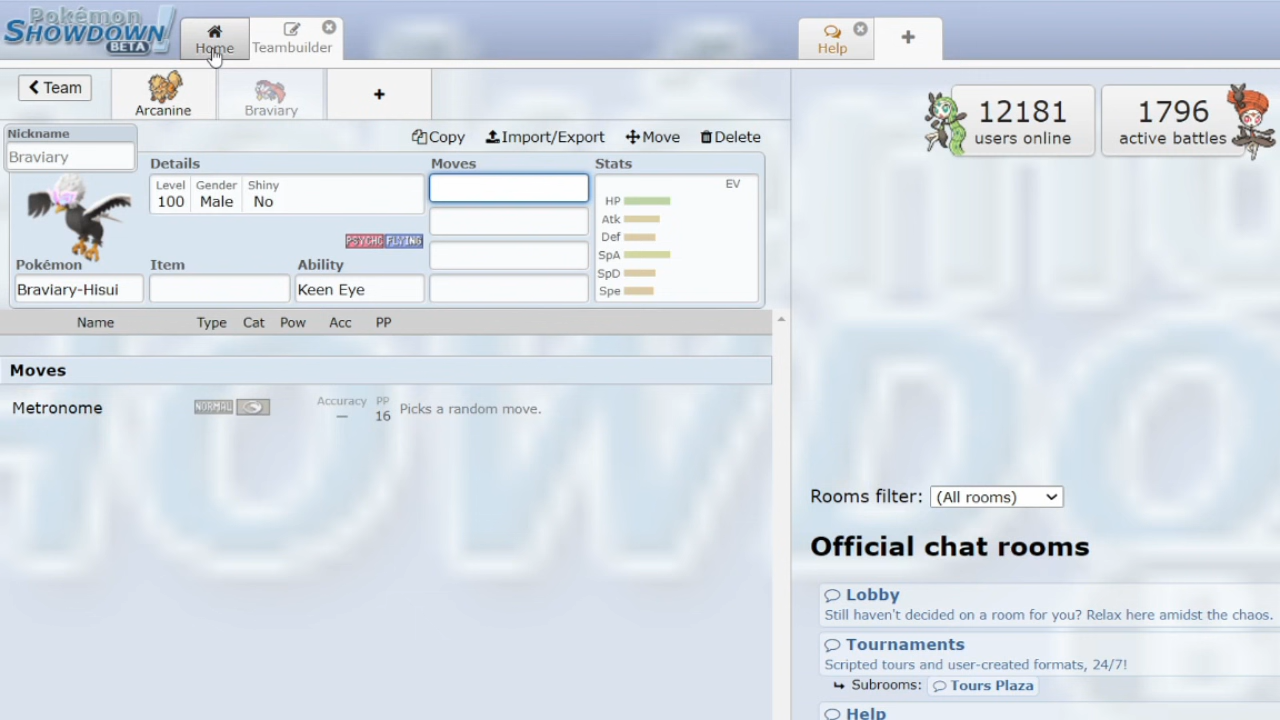 Pokémon
SHOWDOWN!
BETA
Home
Teambuilder
Help
Team
Arcanine
Braviary
+
12181
users online
1796
active battles
Nickname
Braviary
Copy
Import/Export
Move
Delete
Details
Moves
Stats
Level
Gender
Shiny
100
Male
No
EV
HP
Atk
Def
SpA
SpD
Spe
PSYCHC FLYING
Pokémon
Item
Ability
Braviary-Hisui
Keen Eye
Name
Type
Cat
Pow
Acc
PP
Moves
Metronome
NORMAL
Accuracy
—
PP
16
Picks a random move.
Rooms filter:
(All rooms)
Official chat rooms
Lobby
Still haven't decided on a room for you? Relax here amidst the chaos.
Tournaments
Scripted tours and user-created formats, 24/7!
Subrooms: Tours Plaza
Help